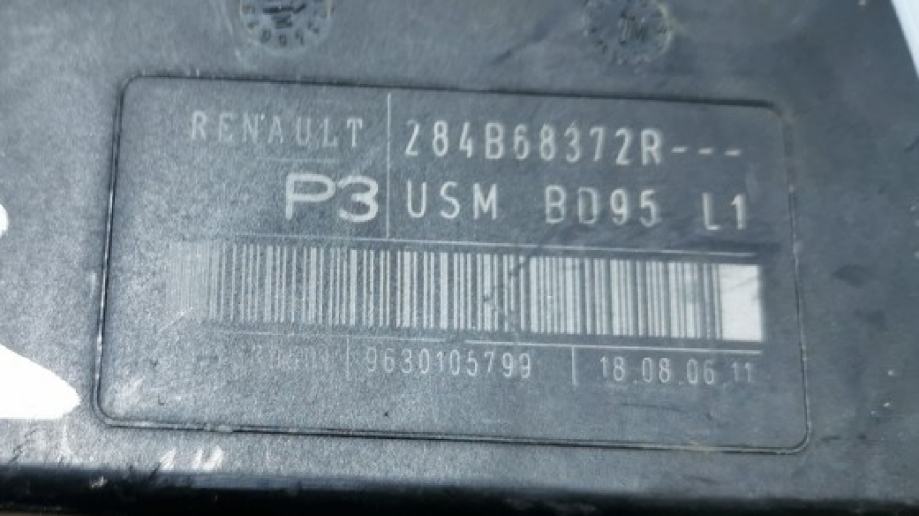 RENAULT 284B68372R---
P3 USM BD95 L1
9630105799 18.08.06.11